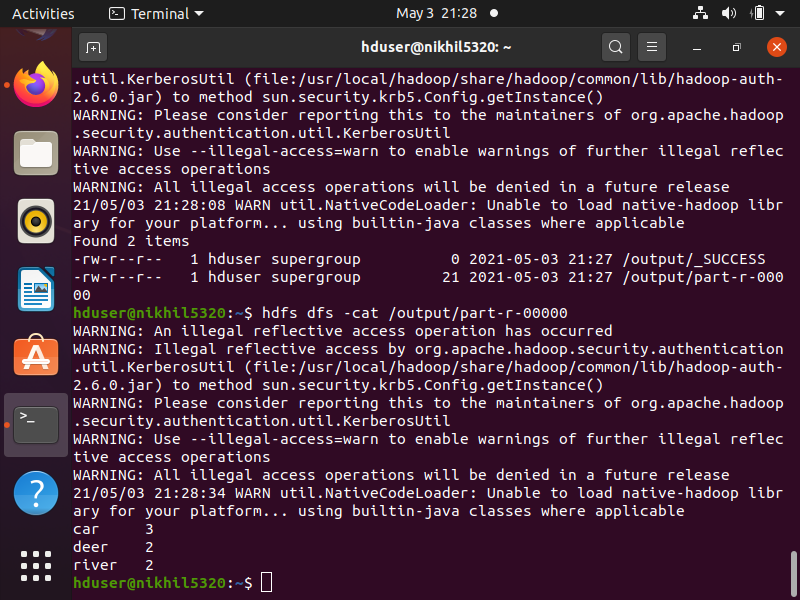 Activities Terminal May 3 21:28
hduser@nikhil5320: ~
.util.KerberosUtil (file:/usr/local/hadoop/share/hadoop/common/lib/hadoop-auth-
2.6.0.jar) to method sun.security.krb5.Config.getInstance()
WARNING: Please consider reporting this to the maintainers of org.apache.hadoop
.security.authentication.util.KerberosUtil
WARNING: Use --illegal-access=warn to enable warnings of further illegal reflec
tive access operations
WARNING: All illegal access operations will be denied in a future release
21/05/03 21:28:08 WARN util.NativeCodeLoader: Unable to load native-hadoop libr
ary for your platform... using builtin-java classes where applicable
Found 2 items
-rw-r--r--   1 hduser supergroup          0 2021-05-03 21:27 /output/_SUCCESS
-rw-r--r--   1 hduser supergroup         21 2021-05-03 21:27 /output/part-r-000
00
hduser@nikhil5320:~$ hdfs dfs -cat /output/part-r-00000
WARNING: An illegal reflective access operation has occurred
WARNING: Illegal reflective access by org.apache.hadoop.security.authentication
.util.KerberosUtil (file:/usr/local/hadoop/share/hadoop/common/lib/hadoop-auth-
2.6.0.jar) to method sun.security.krb5.Config.getInstance()
WARNING: Please consider reporting this to the maintainers of org.apache.hadoop
.security.authentication.util.KerberosUtil
WARNING: Use --illegal-access=warn to enable warnings of further illegal reflec
tive access operations
WARNING: All illegal access operations will be denied in a future release
21/05/03 21:28:34 WARN util.NativeCodeLoader: Unable to load native-hadoop libr
ary for your platform... using builtin-java classes where applicable
car     3
deer    2
river   2
hduser@nikhil5320:~$